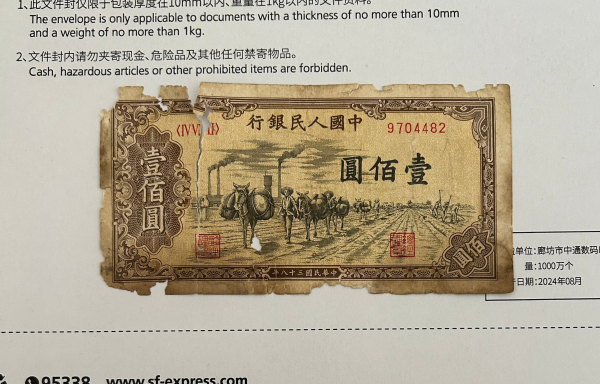 1、此文件封仅限于包装厚度在10mm以内、重量在1kg以内的文件资料。
The envelope is only applicable to documents with a thickness of no more than 10mm
and a weight of no more than 1kg.
2、文件封内请勿夹寄现金、危险品及其他任何禁寄物品。
Cash, hazardous articles or other prohibited items are forbidden.
行銀民人國中
9704482
壹佰圓
圓佰壹
佰圓
年八十三國民華中
单位：廊坊市中通数码
量：1000万个
日期：2024年08月
95338 www.sf-express.com